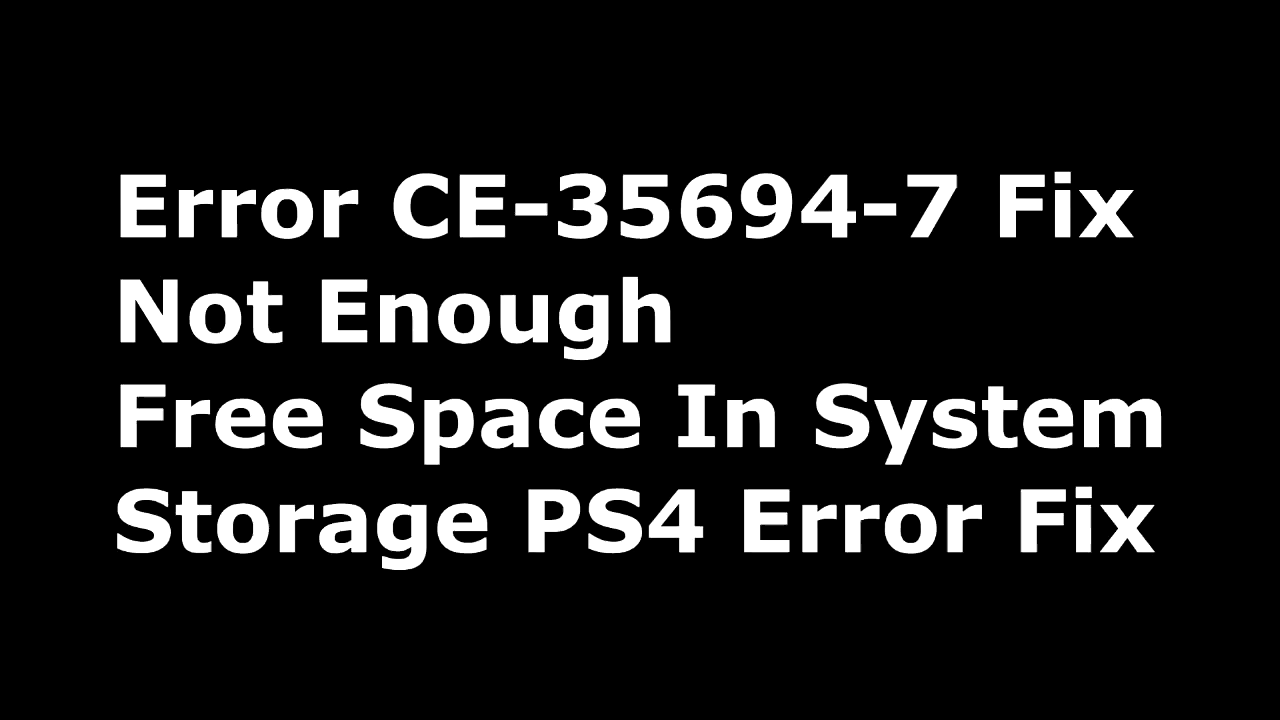 Error CE-35694-7 Fix
Not Enough
Free Space In System
Storage PS4 Error Fix